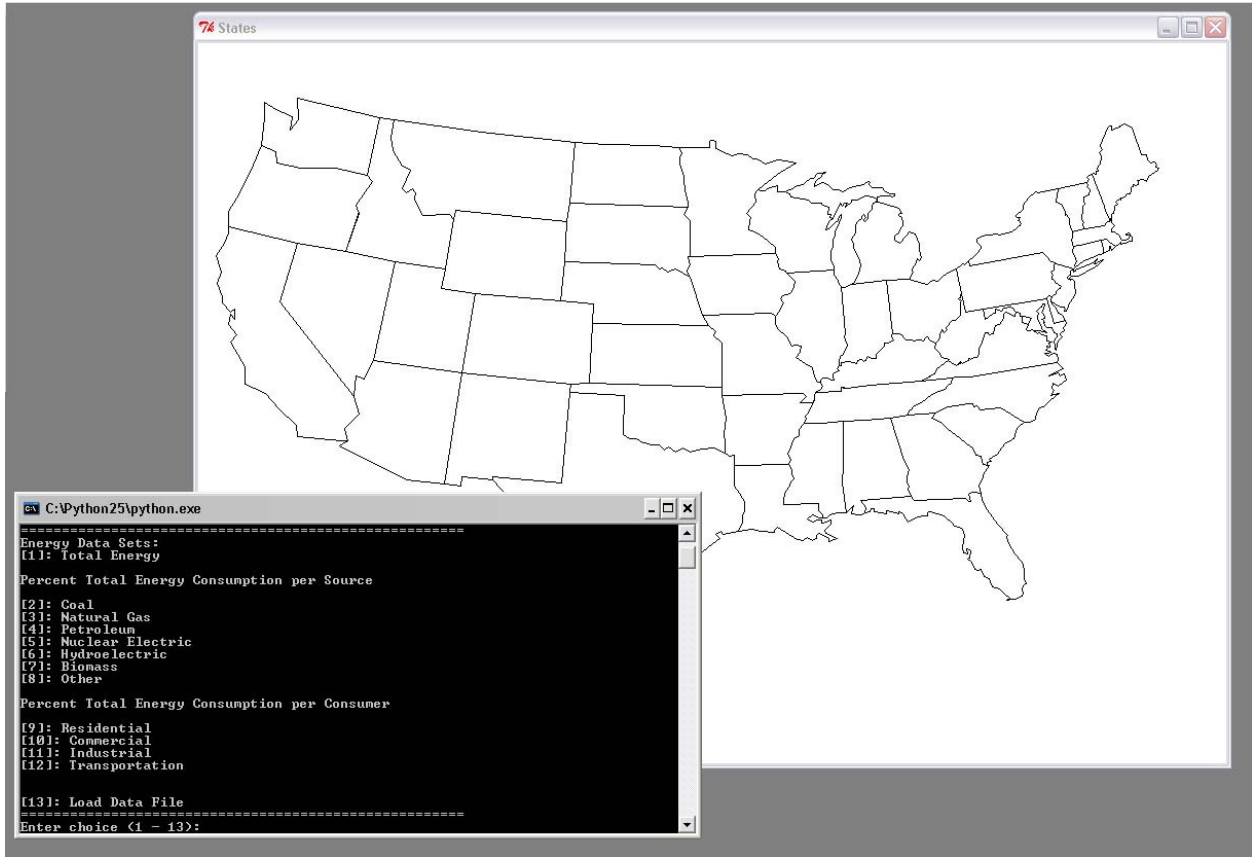 7% States
C:\Python25\python.exe
======================================================
Energy Data Sets:
[1]: Total Energy
Percent Total Energy Consumption per Source
[2]: Coal
[3]: Natural Gas
[4]: Petroleum
[5]: Nuclear Electric
[6]: Hydroelectric
[7]: Biomass
[8]: Other
Percent Total Energy Consumption per Consumer
[9]: Residential
[10]: Commercial
[11]: Industrial
[12]: Transportation
[13]: Load Data File
======================================================
Enter choice (1 - 13):